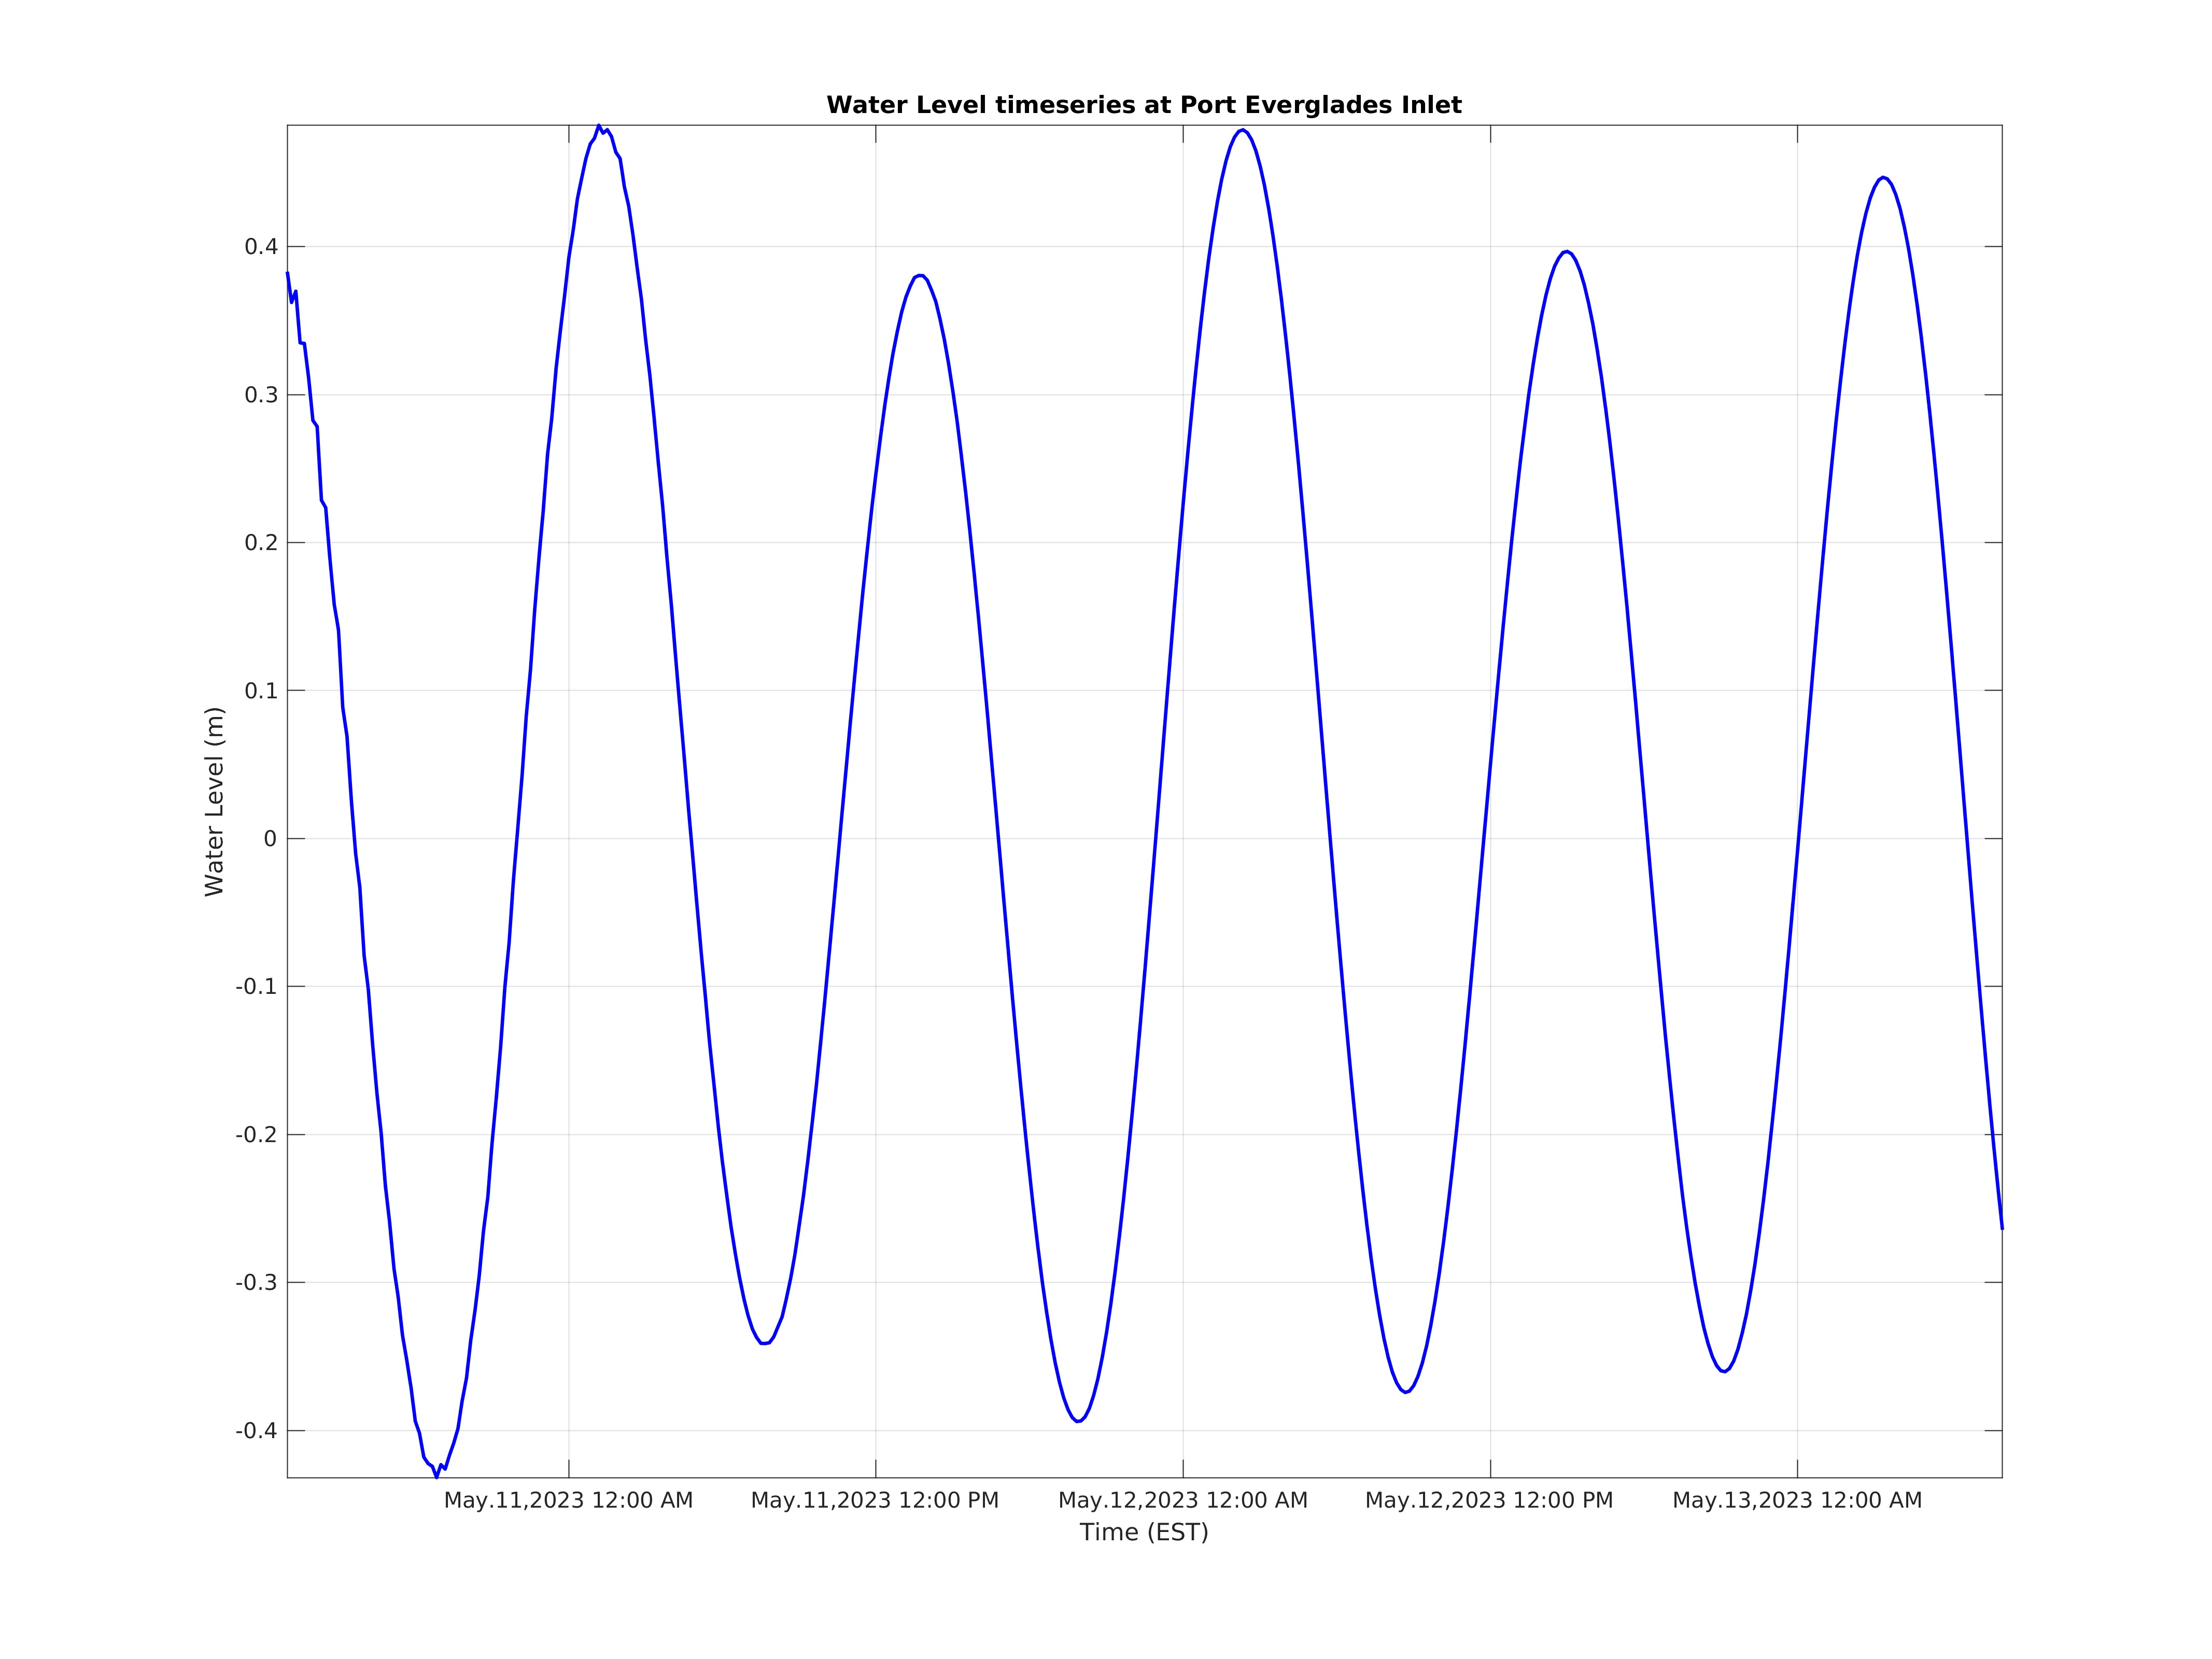 Water Level timeseries at Port Everglades Inlet
0.4
0.3
0.2
0.1
0
-0.1
-0.2
-0.3
-0.4
Water Level (m)
May.11,2023 12:00 AM May.11,2023 12:00 PM May.12,2023 12:00 AM May.12,2023 12:00 PM May.13,2023 12:00 AM
Time (EST)